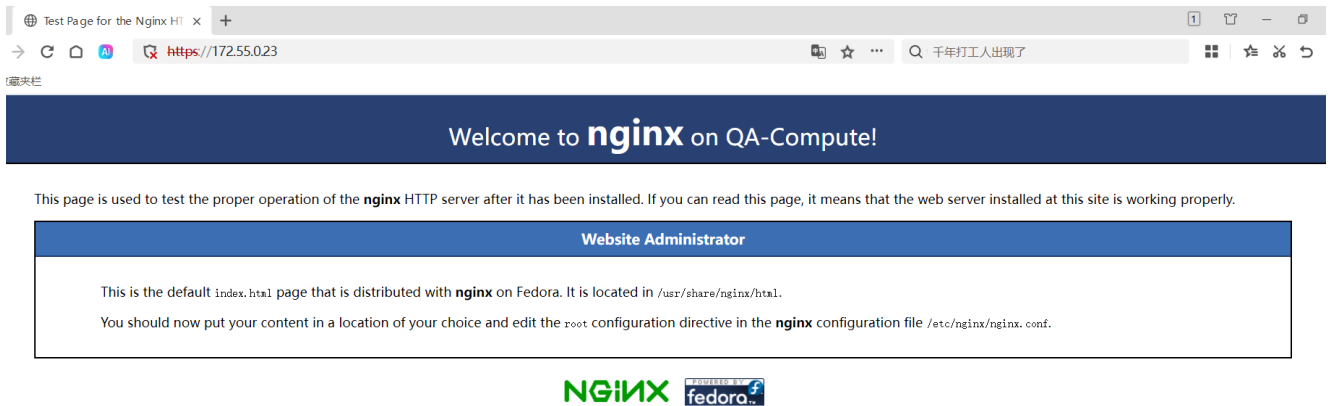 Test Page for the Nginx HT
1
AI
https://172.55.0.23
千年打工人出现了
藏夹栏
Welcome to nginx on QA-Compute!
This page is used to test the proper operation of the nginx HTTP server after it has been installed. If you can read this page, it means that the web server installed at this site is working properly.
Website Administrator
This is the default index.html page that is distributed with nginx on Fedora. It is located in /usr/share/nginx/html.
You should now put your content in a location of your choice and edit the root configuration directive in the nginx configuration file /etc/nginx/nginx.conf.
NGINX
POWERED BY
fedora